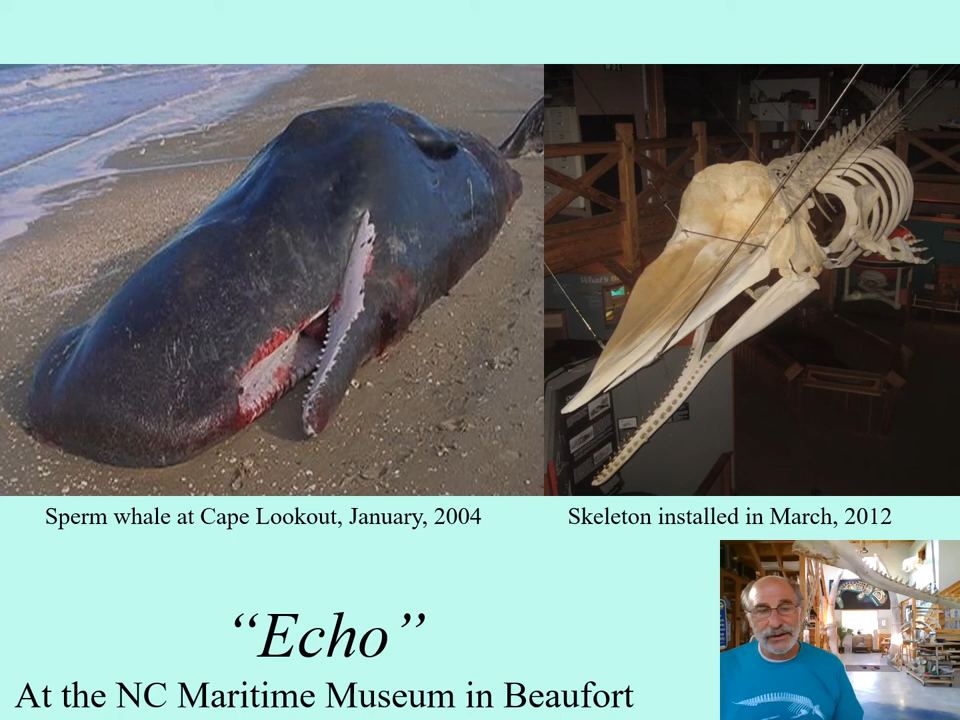 What's
Sperm whale at Cape Lookout, January, 2004
Skeleton installed in March, 2012
“Echo”
At the NC Maritime Museum in Beaufort